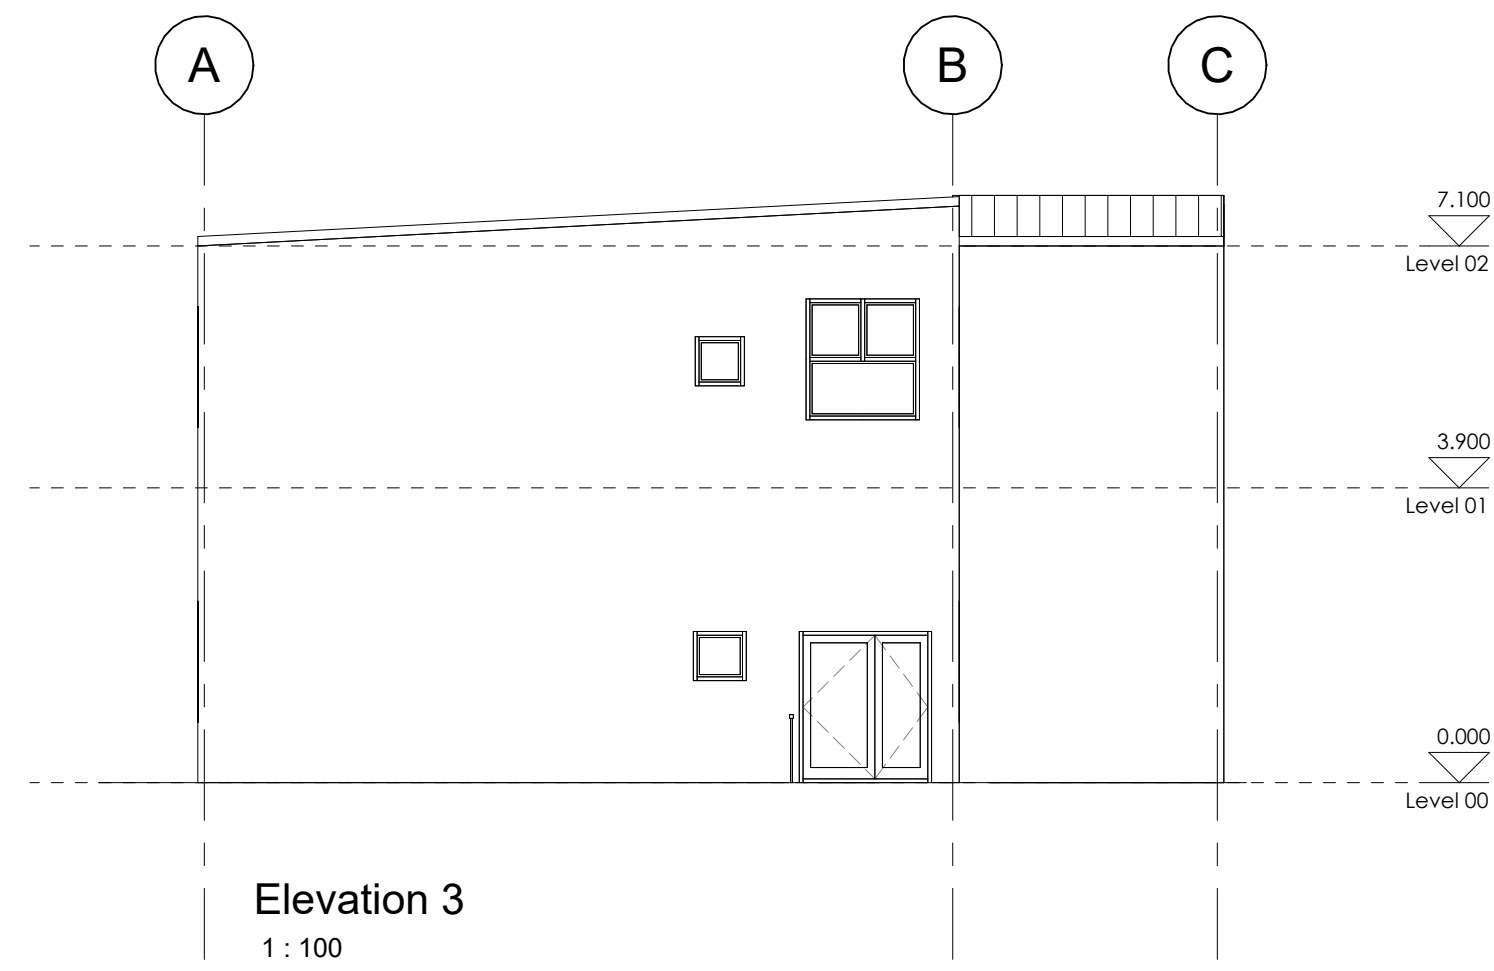 A B C
7.100
Level 02
3.900
Level 01
0.000
Level 00
Elevation 3
1 : 100